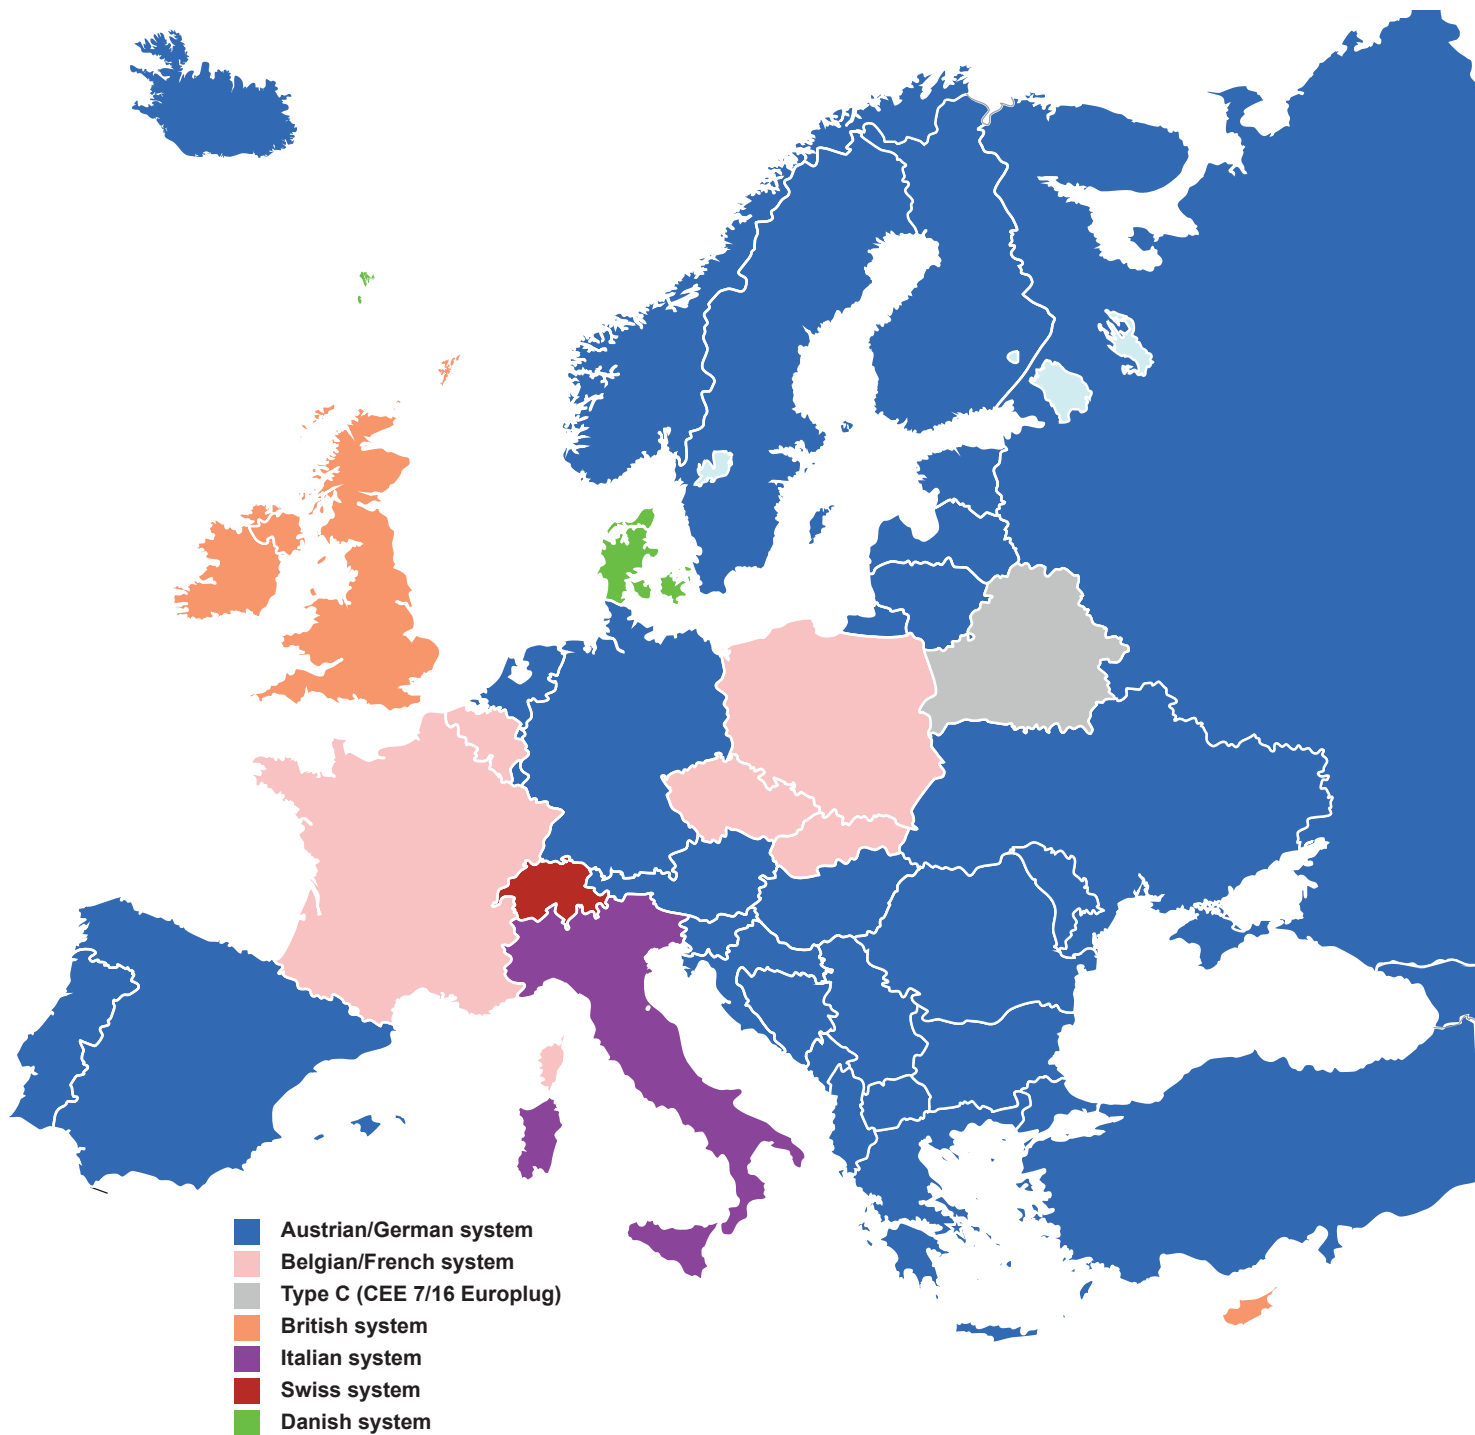 Austrian/German system
Belgian/French system
Type C (CEE 7/16 Europlug)
British system
Italian system
Swiss system
Danish system